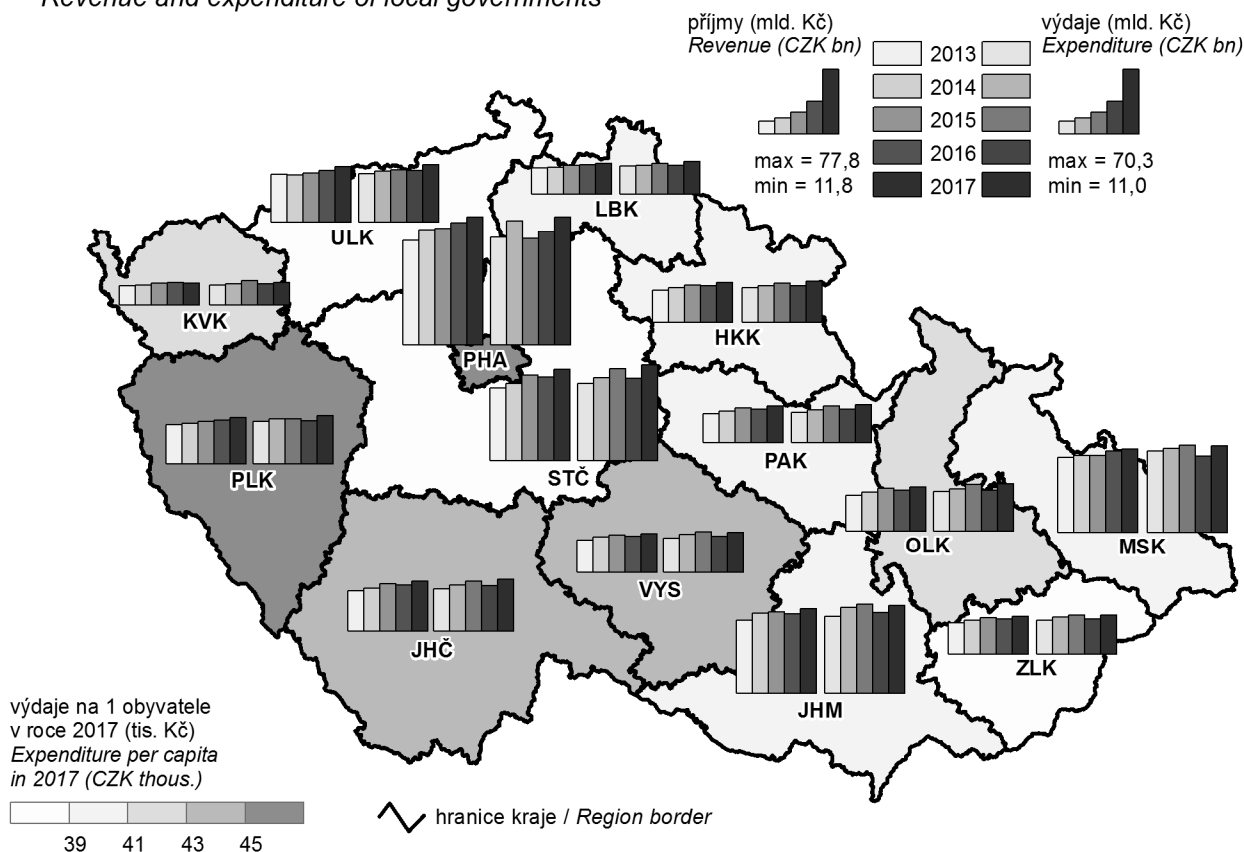 Revenue and expenditure of local governments
příjmy (mld. Kč)
Revenue (CZK bn)
výdaje (mld. Kč)
Expenditure (CZK bn)
2013
2014
2015
2016
2017
max = 77,8
min = 11,8
max = 70,3
min = 11,0
LBK
ULK
KVK
HKK
PHA
PAK
STČ
PLK
OLK
MSK
VYS
JHČ
ZLK
JHM
výdaje na 1 obyvatele
v roce 2017 (tis. Kč)
Expenditure per capita
in 2017 (CZK thous.)
39 41 43 45
hranice kraje / Region border